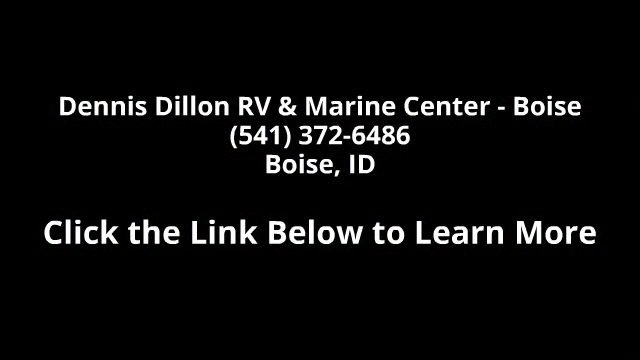 Dennis Dillon RV & Marine Center - Boise
(541) 372-6486
Boise, ID
Click the Link Below to Learn More